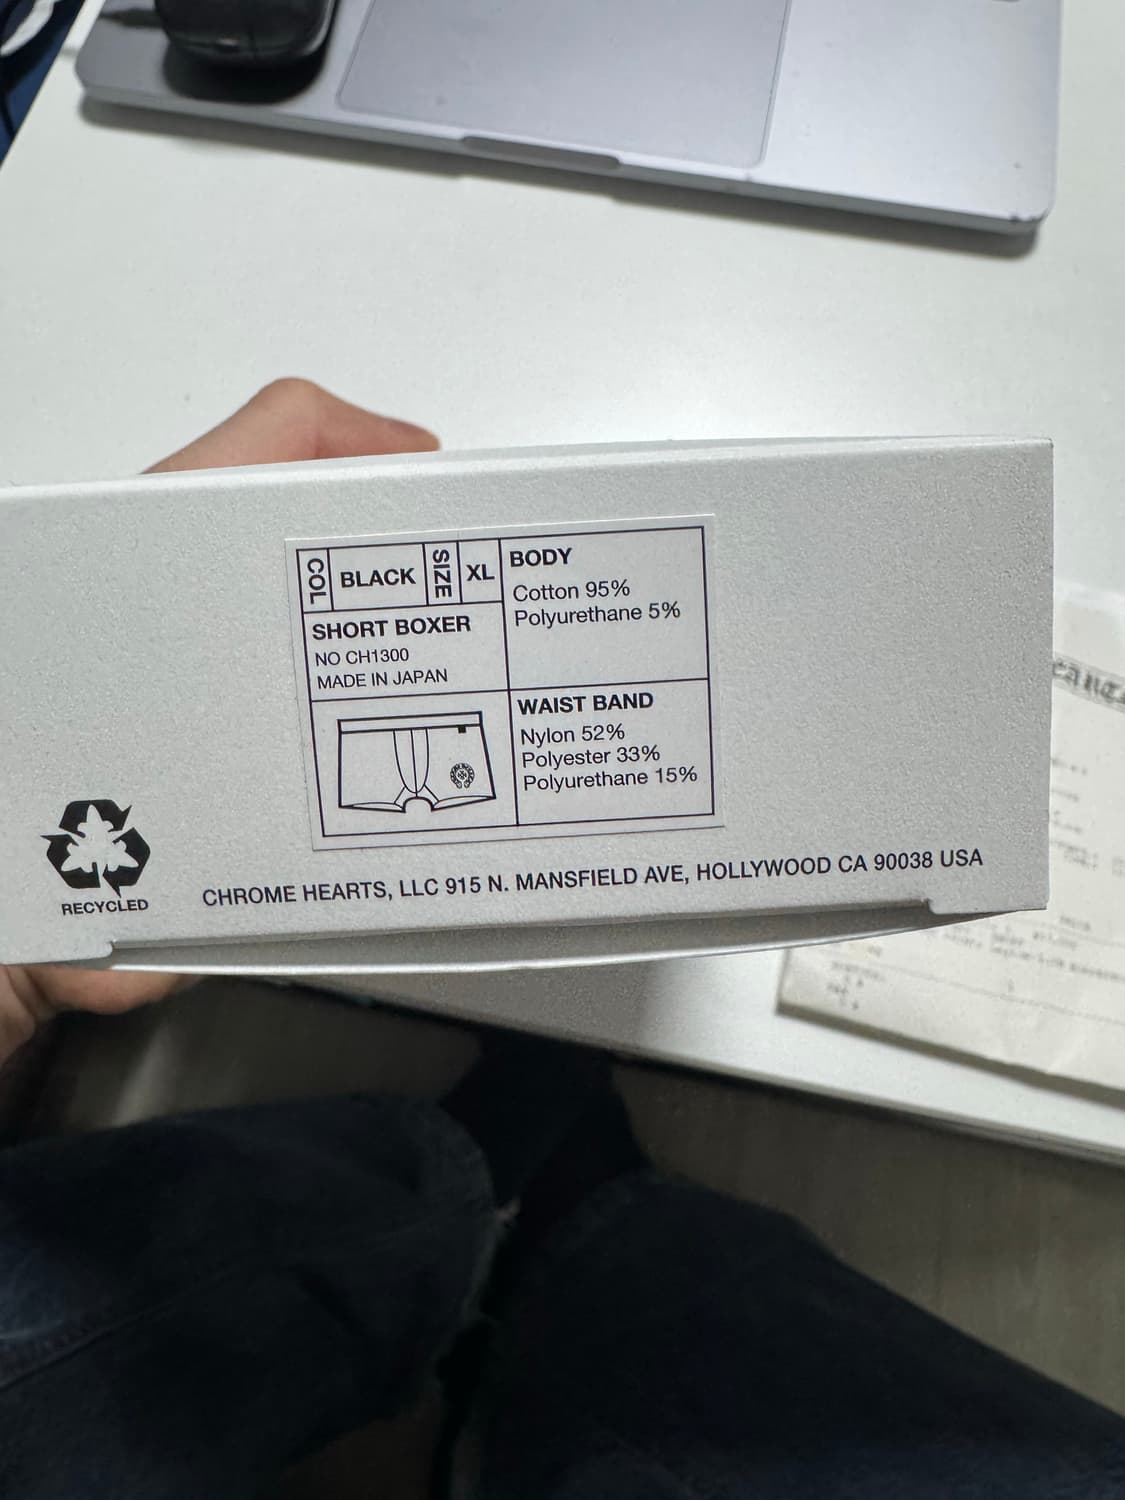 COL
BLACK
SIZE
XL
SHORT BOXER
NO CH1300
MADE IN JAPAN
BODY
Cotton 95%
Polyurethane 5%
WAIST BAND
Nylon 52%
Polyester 33%
Polyurethane 15%
RECYCLED
CHROME HEARTS, LLC 915 N. MANSFIELD AVE, HOLLYWOOD CA 90038 USA